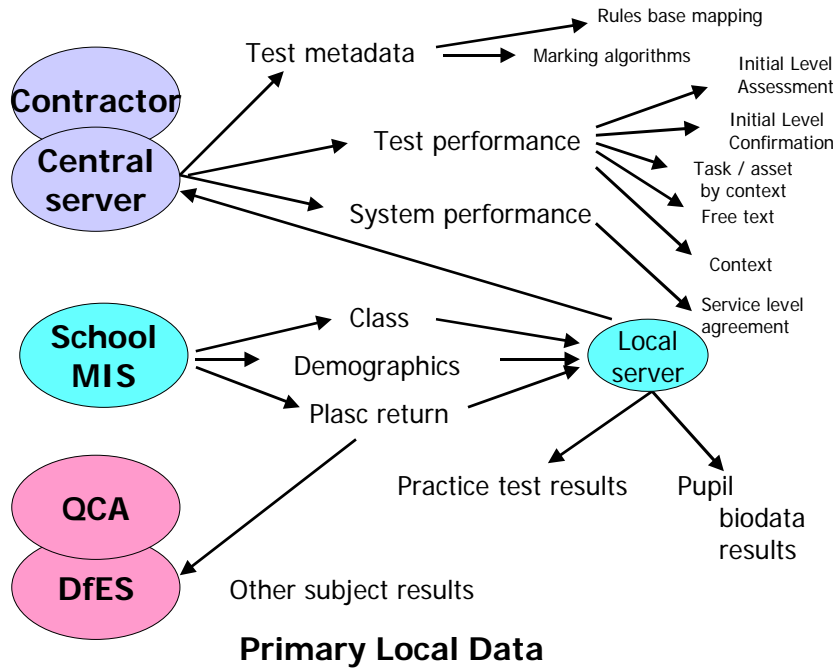 Rules base mapping
Test metadata
Marking algorithms
Contractor
Central
server
Initial Level
Assessment
Test performance
Initial Level
Confirmation
Task / asset
by context
Free text
System performance
Context
Service level
agreement
School
MIS
Class
Demographics
Plasc return
Local
server
Practice test results
Pupil
biodata
results
QCA
DfES
Other subject results
Primary Local Data